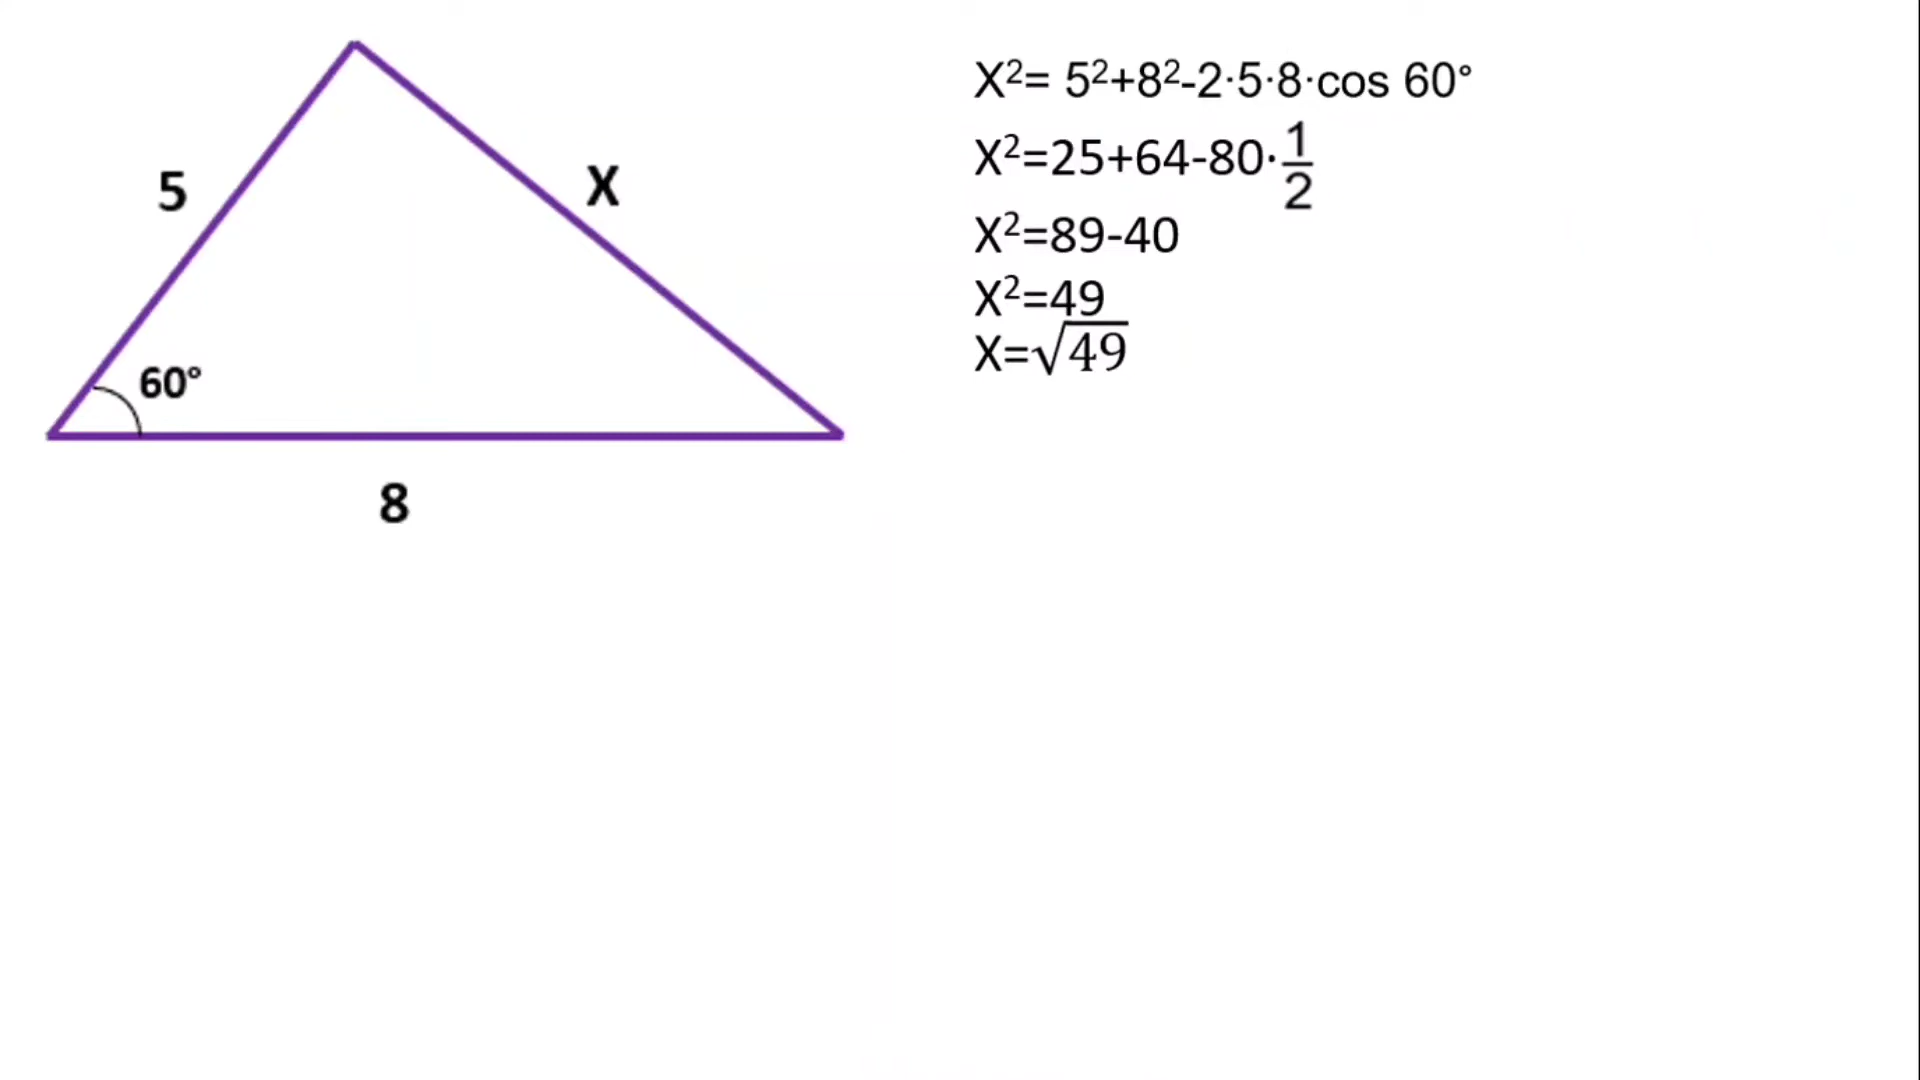 5
X
60°
8
X²= 5²+8²-2·5·8·cos 60°
X²=25+64-80·1/2
X²=89-40
X²=49
X=√49